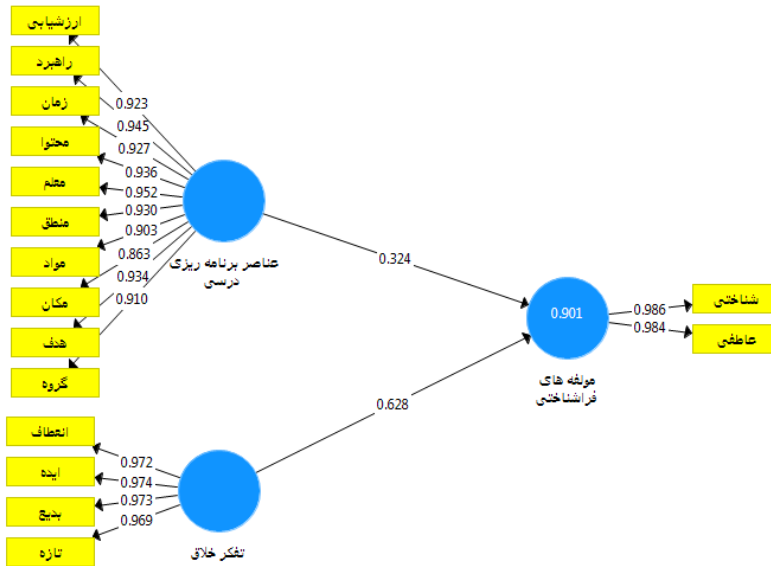 ارزشیابی
راهبرد
زمان
محتوا
معلم
منطق
مواد
مکان
هدف
گروه
0.923
0.945
0.927
0.936
0.952
0.930
0.903
0.863
0.934
0.910
عناصر برنامه ریزی
درسی
0.324
0.901
مولفه های
فراشناختی
0.986
0.984
شناختی
عاطفی
0.628
انعطاف
ایده
بدیع
تازه
0.972
0.974
0.973
0.969
تفکر خلاق